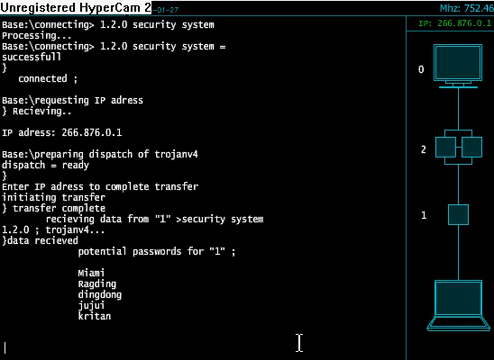 Unregistered HyperCam 2
-01-27
Mhz: 752.46
Base:\connecting> 1.2.0 security system
IP: 266.876.0.1
Processing...
Base:\connecting> 1.2.0 security system =
successfull
}
connected ;
Base:\requesting IP adress
} Recieving..
IP adress: 266.876.0.1
Base:\preparing dispatch of trojanv4
dispatch = ready
}
Enter IP adress to complete transfer
initiating transfer
} transfer complete
recieving data from "1" >security system
1.2.0 ; trojanv4...
}data recieved
potential passwords for "1" ;
Miami
Ragding
dingdong
jujui
kritan
0
2
1